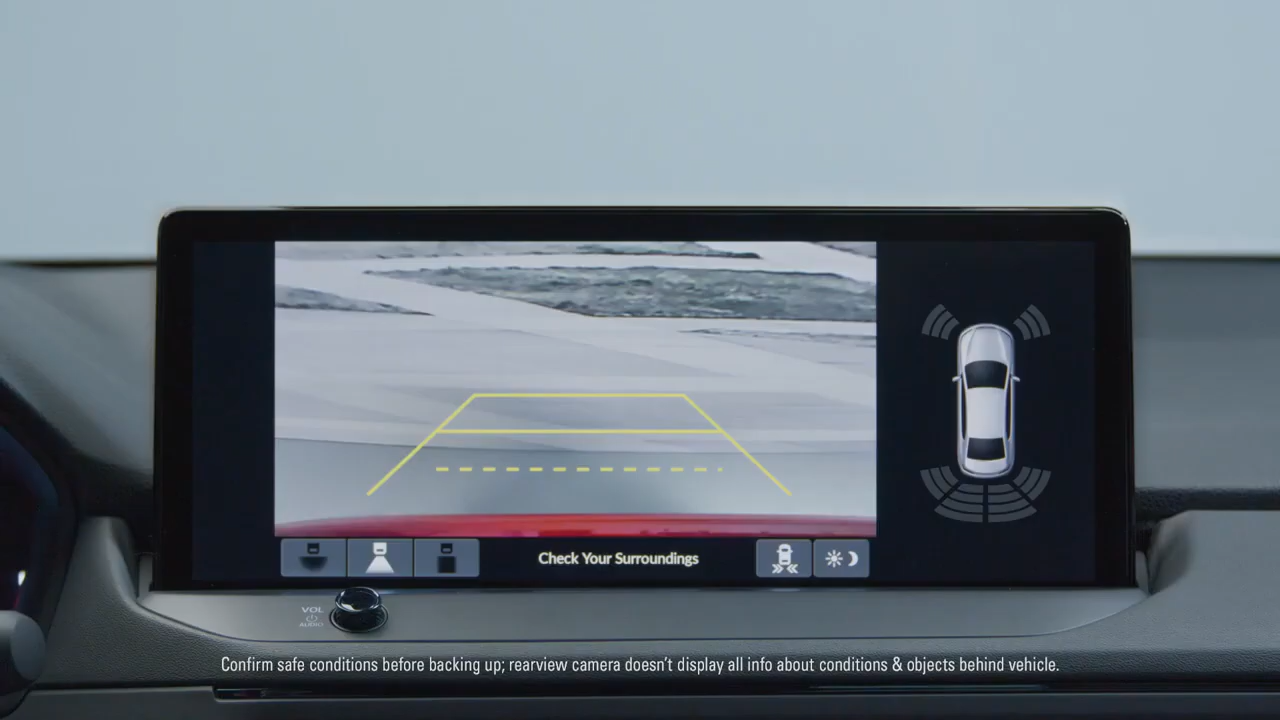 Check Your Surroundings
VOL
AUDIO
Confirm safe conditions before backing up; rearview camera doesn't display all info about conditions & objects behind vehicle.